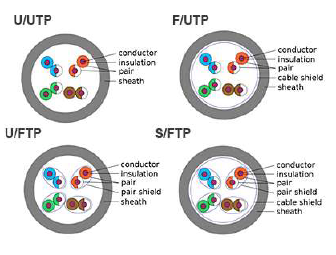 U/UTP
conductor
insulation
pair
sheath
F/UTP
conductor
insulation
pair
cable shield
sheath
U/FTP
conductor
insulation
pair
pair shield
sheath
S/FTP
conductor
insulation
pair
pair shield
cable shield
sheath